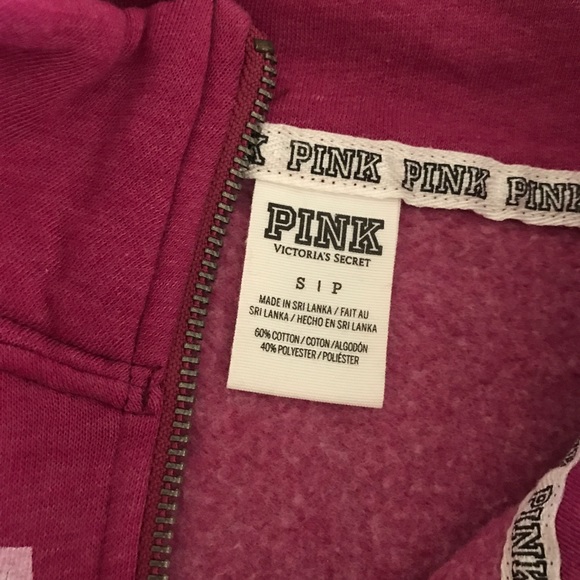 K PINK PINK PINK
PINK
VICTORIA'S SECRET
S | P
MADE IN SRI LANKA / FAIT AU
SRI LANKA / HECHO EN SRI LANKA
60% COTTON / COTON / ALGODÓN
40% POLYESTER / POLIÉSTER
PINK